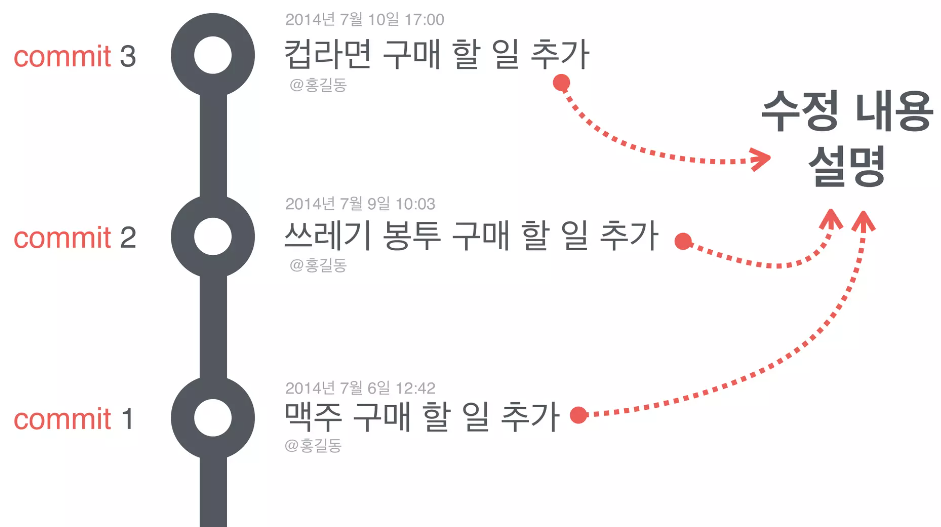 2014년 7월 10일 17:00
commit 3
컵라면 구매 할 일 추가
@홍길동
수정 내용
설명
2014년 7월 9일 10:03
commit 2
쓰레기 봉투 구매 할 일 추가
@홍길동
2014년 7월 6일 12:42
commit 1
맥주 구매 할 일 추가
@홍길동